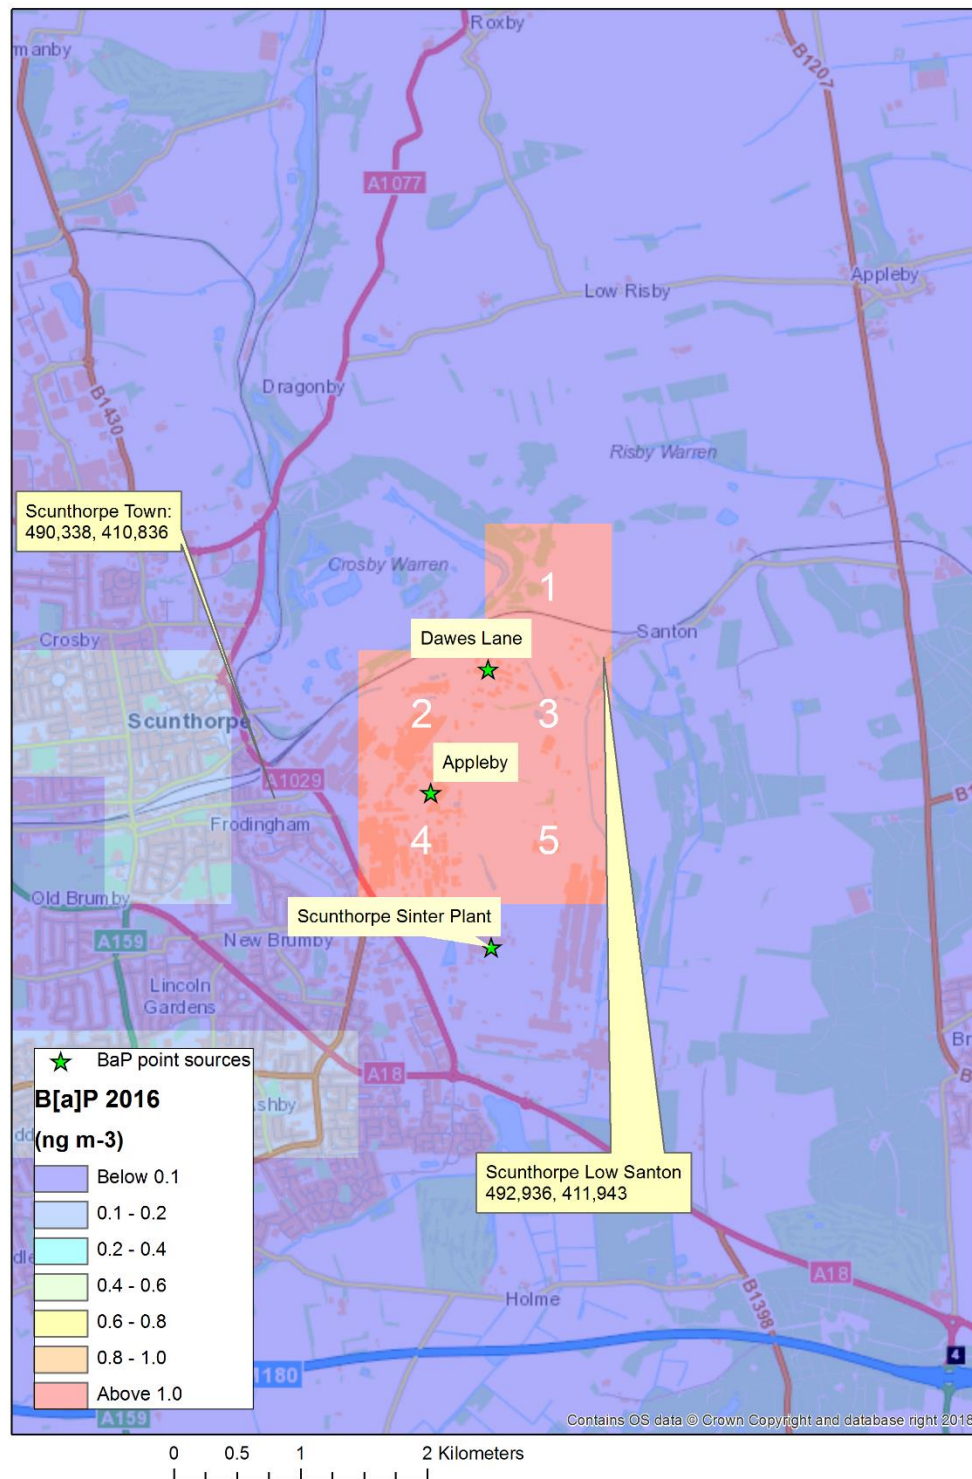 Roxby
B1207
A1077
Appleby
Low Risby
Dragonby
B1430
Risby Warren
Scunthorpe Town:
490,338, 410,836
Crosby Warren
1
Crosby
Santon
Dawes Lane
Scunthorpe
2
3
Appleby
A1029
Frodingham
4
5
Old Brumby
Scunthorpe Sinter Plant
A159
New Brumby
Lincoln
Gardens
BaP point sources
A18
B[a]P 2016
(ng m-3)
Scunthorpe Low Santon
492,936, 411,943
Below 0.1
0.1 - 0.2
0.2 - 0.4
0.4 - 0.6
A18
0.6 - 0.8
Holme
B1398
0.8 - 1.0
4
Above 1.0
A159
Contains OS data © Crown Copyright and database right 2018
0 0.5 1 2 Kilometers